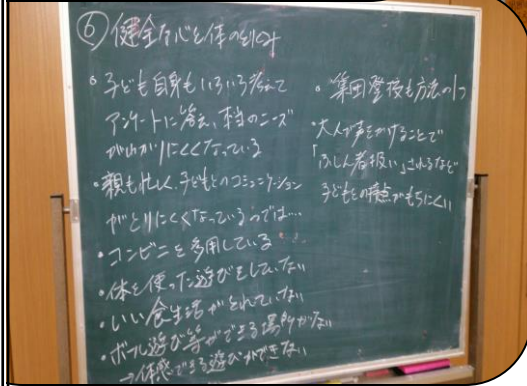 ⑥健全な心と体の
• 子ども自身もいろいろ考えて
アンケートに答え、本当のニーズ
がわかりにくくなっている
• 親も忙しく、子どもとのコミュニケーション
がとりにくくなっているのでは…
• コンビニを多用している
• 体を使った遊びをしていない
• いい食生活がとれていない
• ボール遊び等ができる場所がない
→体感できる遊びができない
• 集団登校も方法の1つ
• 大人が声をかけることで
「ふしん者扱い」されるなど
子どもとの接点がもちにくい